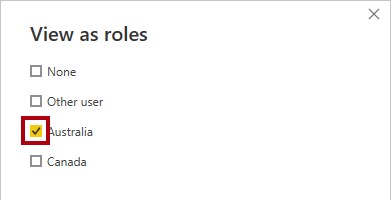 View as roles
None
Other user
Australia
Canada